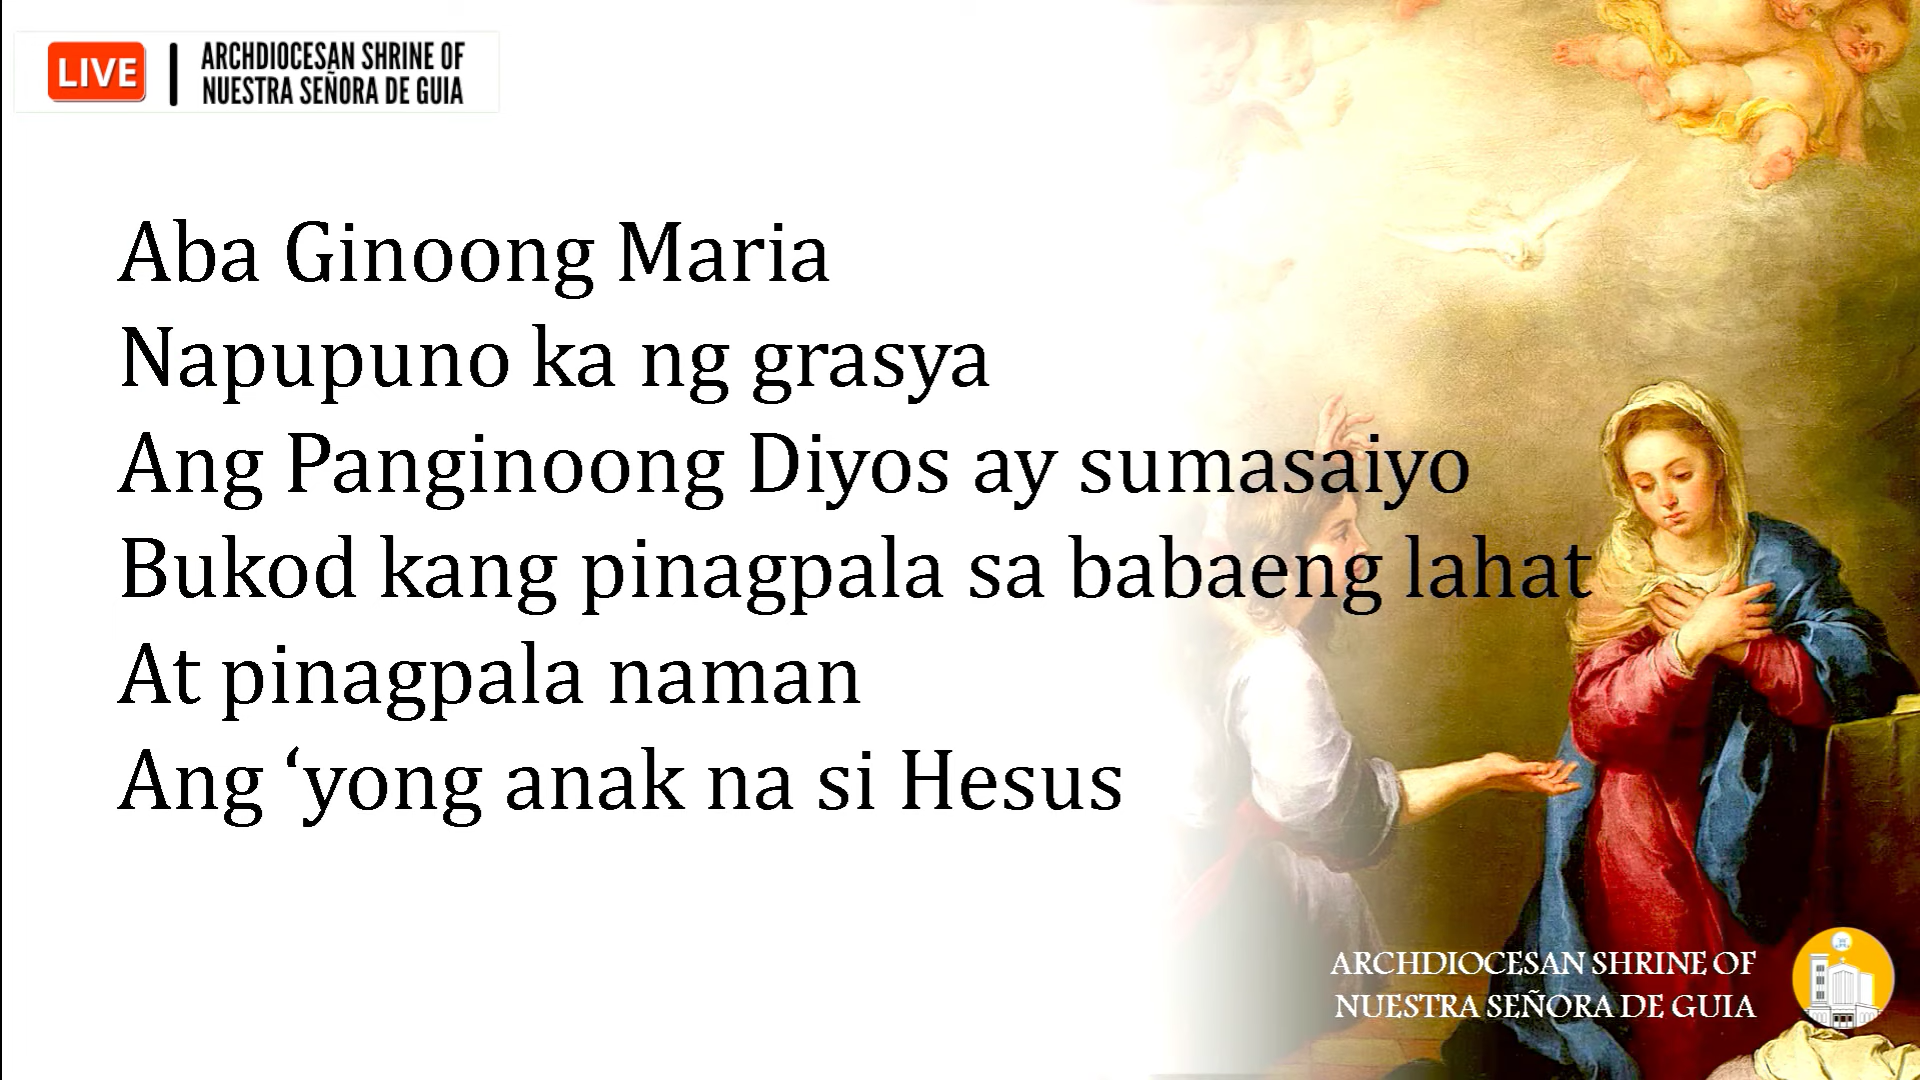 LIVE
ARCHDIOCESAN SHRINE OF
NUESTRA SEÑORA DE GUIA
Aba Ginoong Maria
Napupuno ka ng grasya
Ang Panginoong Diyos ay sumasaiyo
Bukod kang pinagpala sa babaeng lahat
At pinagpala naman
Ang ‘yong anak na si Hesus
ARCHDIOCESAN SHRINE OF
NUESTRA SEÑORA DE GUIA